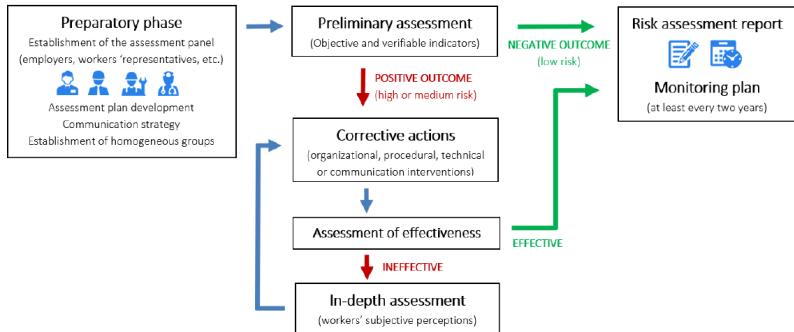 Preparatory phase
Establishment of the assessment panel
(employers, workers 'representatives, etc.)
Assessment plan development
Communication strategy
Establishment of homogeneous groups
Preliminary assessment
(Objective and verifiable indicators)
NEGATIVE OUTCOME
(low risk)
Risk assessment report
Monitoring plan
(at least every two years)
POSITIVE OUTCOME
(high or medium risk)
Corrective actions
(organizational, procedural, technical
or communication interventions)
Assessment of effectiveness
EFFECTIVE
INEFFECTIVE
In-depth assessment
(workers' subjective perceptions)